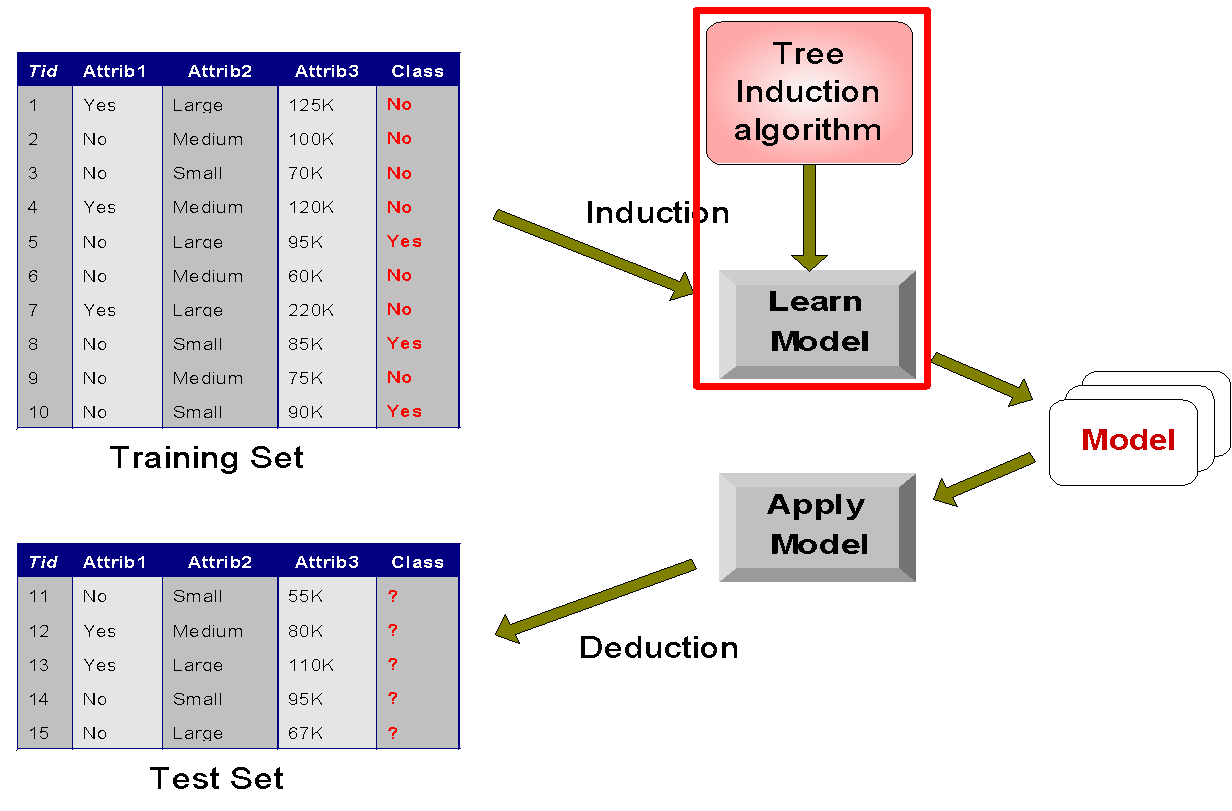 Tid Attrib1 Attrib2 Attrib3 Class
1 Yes Large 125K No
2 No Medium 100K No
3 No Small 70K No
4 Yes Medium 120K No
5 No Large 95K Yes
6 No Medium 60K No
7 Yes Large 220K No
8 No Small 85K Yes
9 No Medium 75K No
10 No Small 90K Yes
Training Set
Tree
Induction
algorithm
Induction
Learn
Model
Model
Apply
Model
Deduction
Tid Attrib1 Attrib2 Attrib3 Class
11 No Small 55K ?
12 Yes Medium 80K ?
13 Yes Large 110K ?
14 No Small 95K ?
15 No Large 67K ?
Test Set